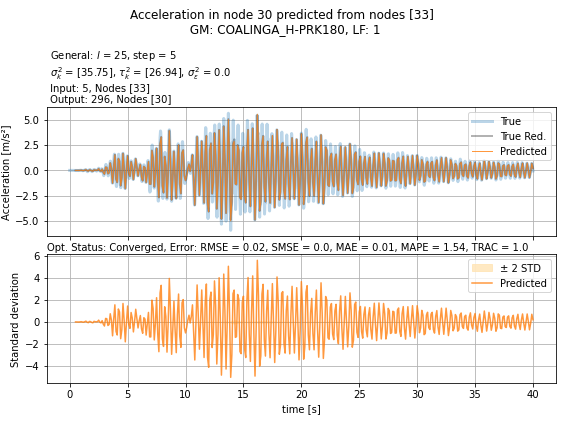 Acceleration in node 30 predicted from nodes [33]
GM: COALINGA_H-PRK180, LF: 1
General: l = 25, step = 5
σ²ₖ = [35.75], τ²ₖ = [26.94], σ²ε = 0.0
Input: 5, Nodes [33]
Output: 296, Nodes [30]
Acceleration [m/s²]
5.0
2.5
0.0
−2.5
−5.0
True
True Red.
Predicted
Opt. Status: Converged, Error: RMSE = 0.02, SMSE = 0.0, MAE = 0.01, MAPE = 1.54, TRAC = 1.0
Standard deviation
6
4
2
0
−2
−4
± 2 STD
Predicted
0 5 10 15 20 25 30 35 40
time [s]